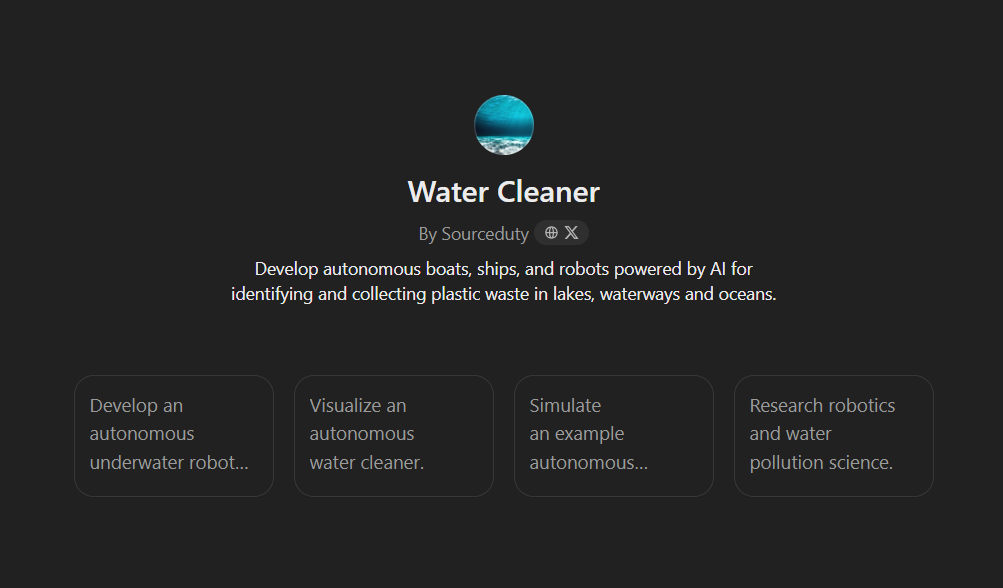 Water Cleaner
By Sourceduty
Develop autonomous boats, ships, and robots powered by AI for
identifying and collecting plastic waste in lakes, waterways and oceans.
Develop an
autonomous
underwater robot...
Visualize an
autonomous
water cleaner.
Simulate
an example
autonomous...
Research robotics
and water
pollution science.